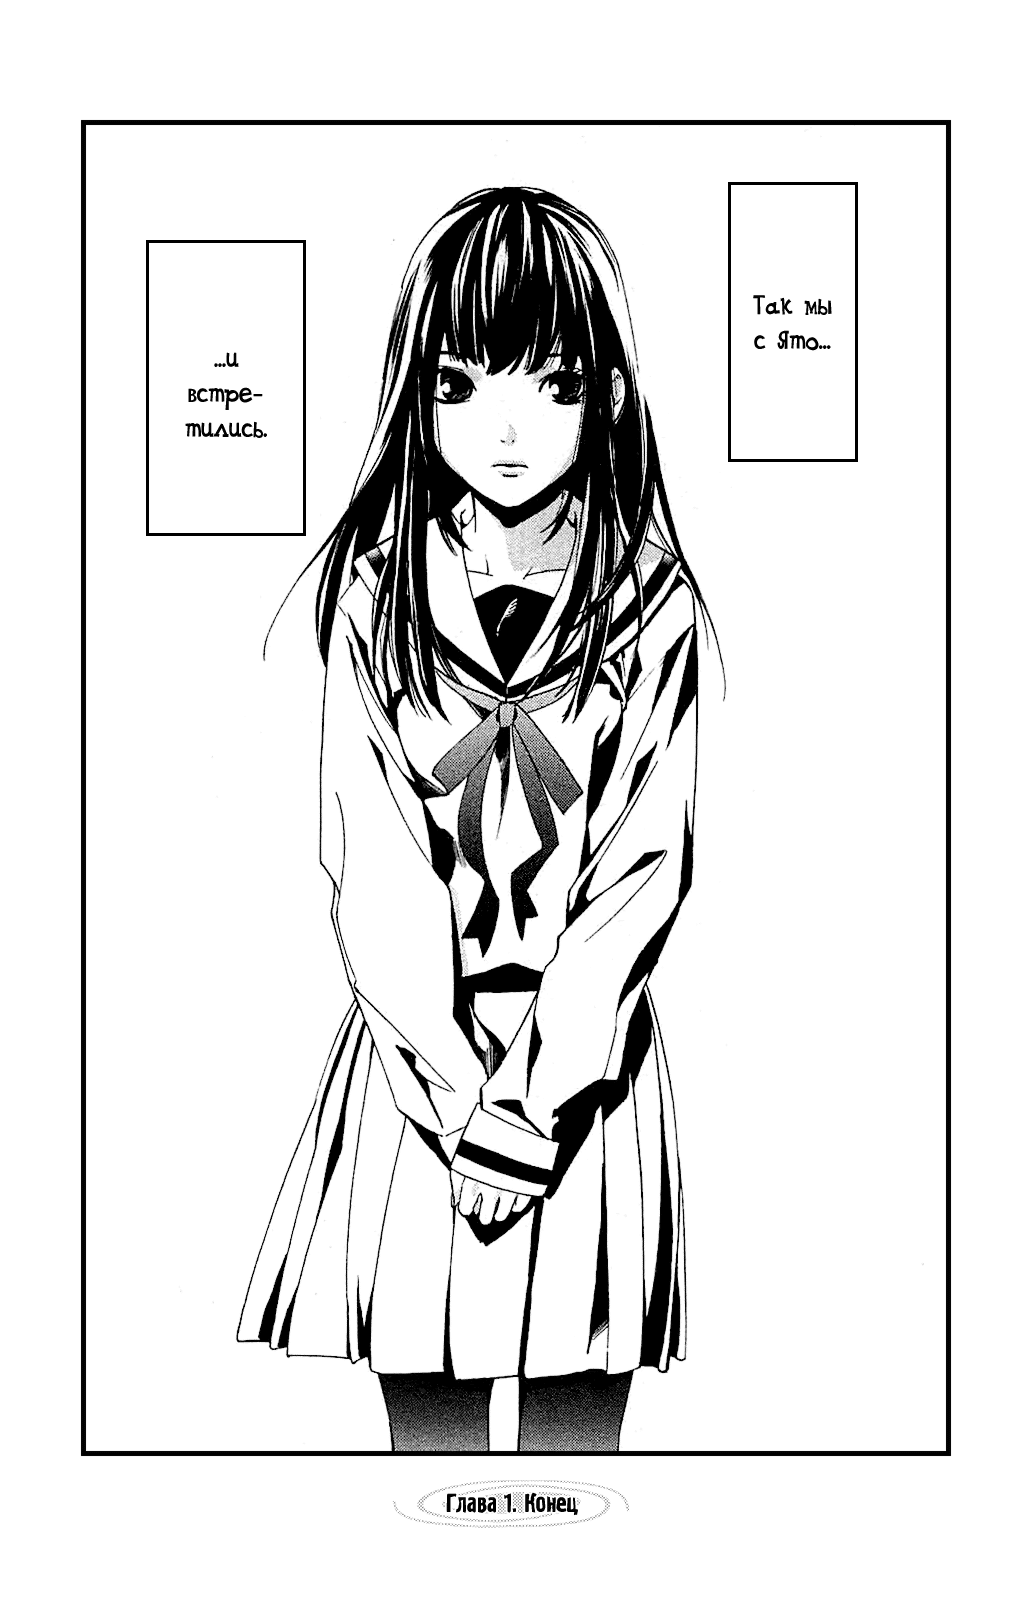 Так мы
с Ято...
...и
встре-
тились.
Глава 1. Конец